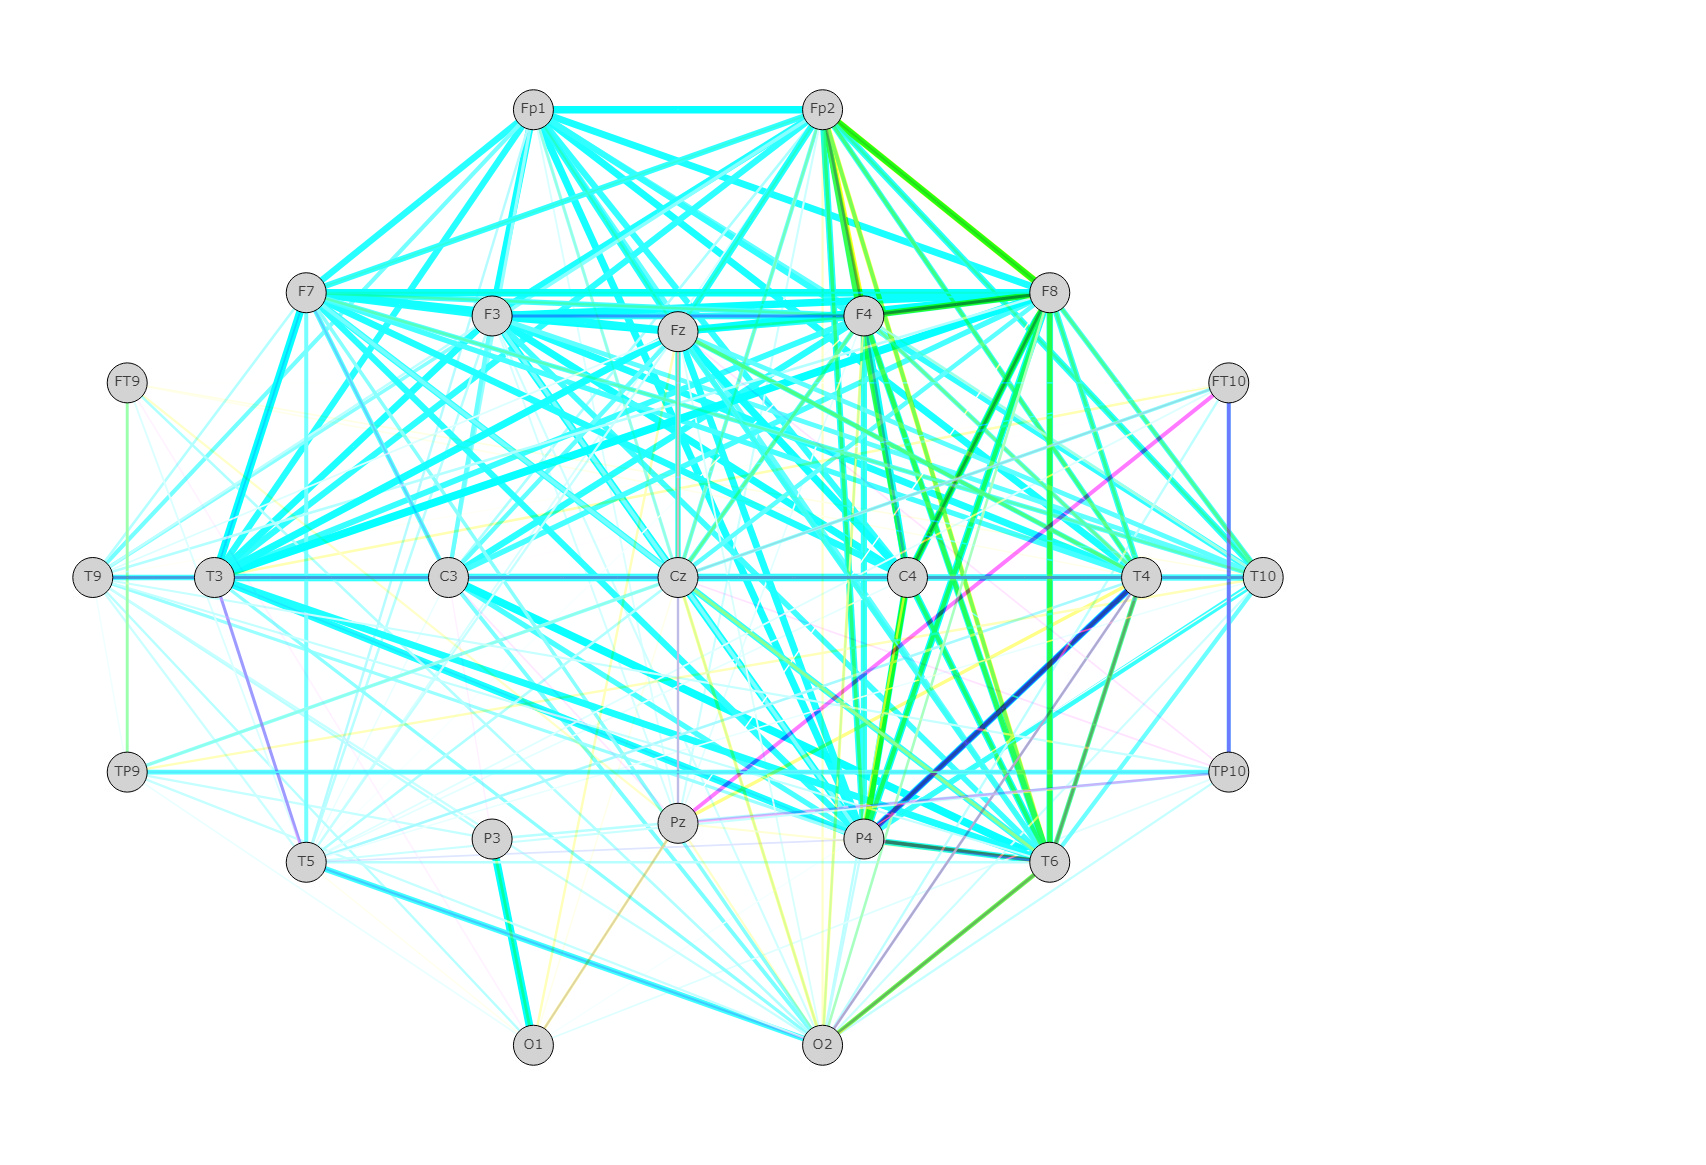 Fp1 Fp2
F7 F3 Fz F4 F8
FT9 FT10
T9 T3 C3 Cz C4 T4 T10
TP9 TP10
T5 P3 Pz P4 T6
O1 O2